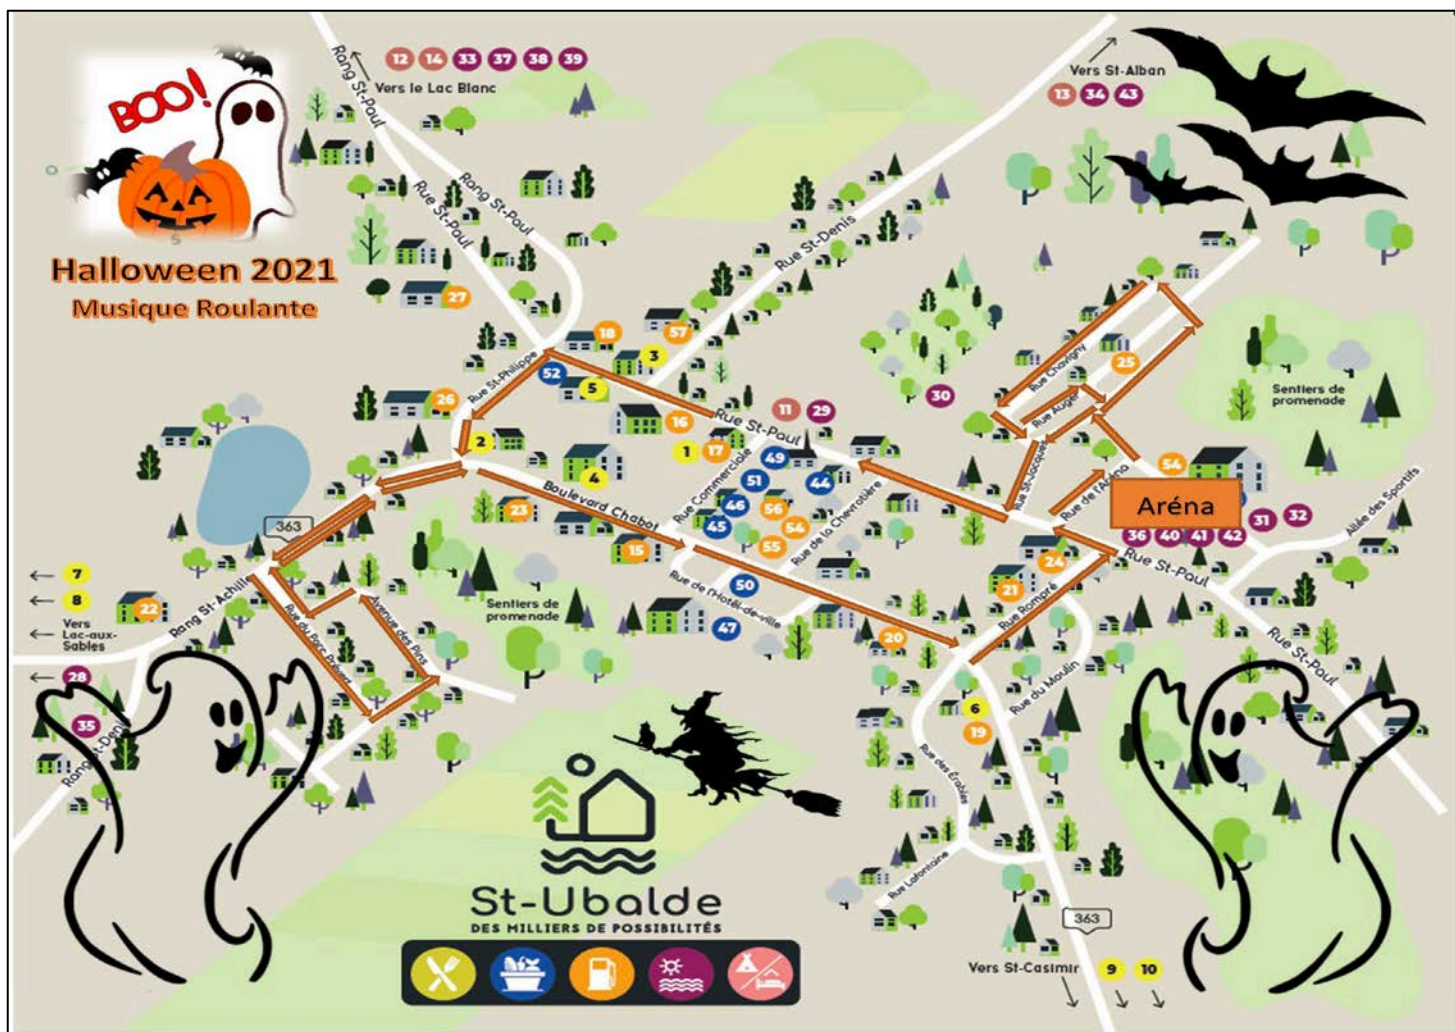 BOO!
Halloween 2021
Musique Roulante
12 14 33 37 38 39
Vers le Lac Blanc
Rang St-Paul
Rue St-Paul
Rang St-Paul
Vers St-Alban
13 34 43
Rue St-Denis
27
18
57
3
52
5
Rue St-Philippe
26
16
2
1
17
4
Rue St-Paul
11 29
30
25
Rue Chavigny
Rue Auger
Sentiers de promenade
Rue St-Jacques
Rue de l'Aréna
54
Aréna
36 40 41 42
31 32
Allée des Sportifs
49
51
44
46
56
45
54
55
Rue Commerciale
Rue de la Chevrotière
Boulevard Chabot
23
15
363
50
Rue de l'Hôtel-de-ville
47
20
24
21
Rue Rompré
Rue St-Paul
Rue St-Paul
Rue du Moulin
7
8
Vers
Lac-aux-
Sables
22
28
35
Rang St-Achille
Rang St-Denis
Rue du Parc Prévert
Avenue des Pins
Sentiers de
promenade
6
19
Rue des Érables
Rue Lafontaine
363
Vers St-Casimir
9 10
St-Ubalde
DES MILLIERS DE POSSIBILITÉS